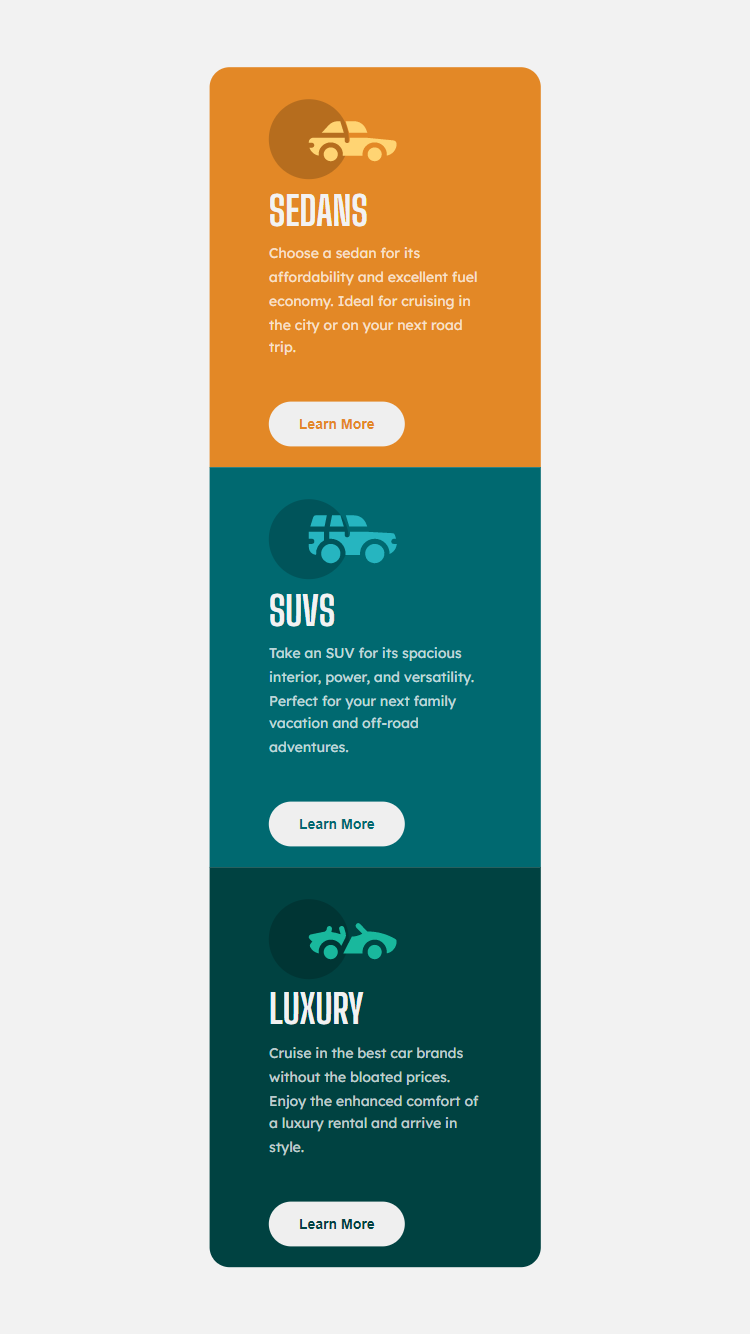 SEDANS
Choose a sedan for its
affordability and excellent fuel
economy. Ideal for cruising in
the city or on your next road
trip.
Learn More
SUVS
Take an SUV for its spacious
interior, power, and versatility.
Perfect for your next family
vacation and off-road
adventures.
Learn More
LUXURY
Cruise in the best car brands
without the bloated prices.
Enjoy the enhanced comfort of
a luxury rental and arrive in
style.
Learn More